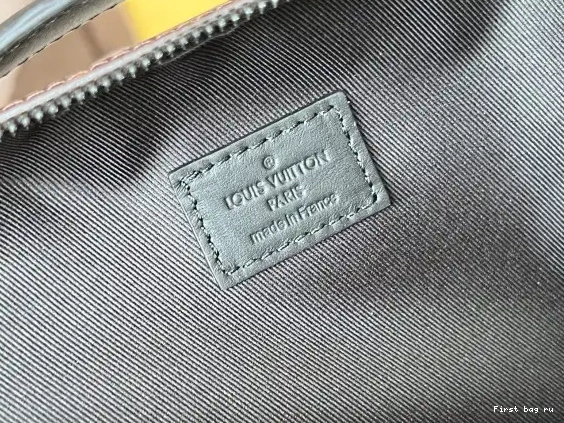 ®
LOUIS VUITTON
PARIS
made in France
First bag ru